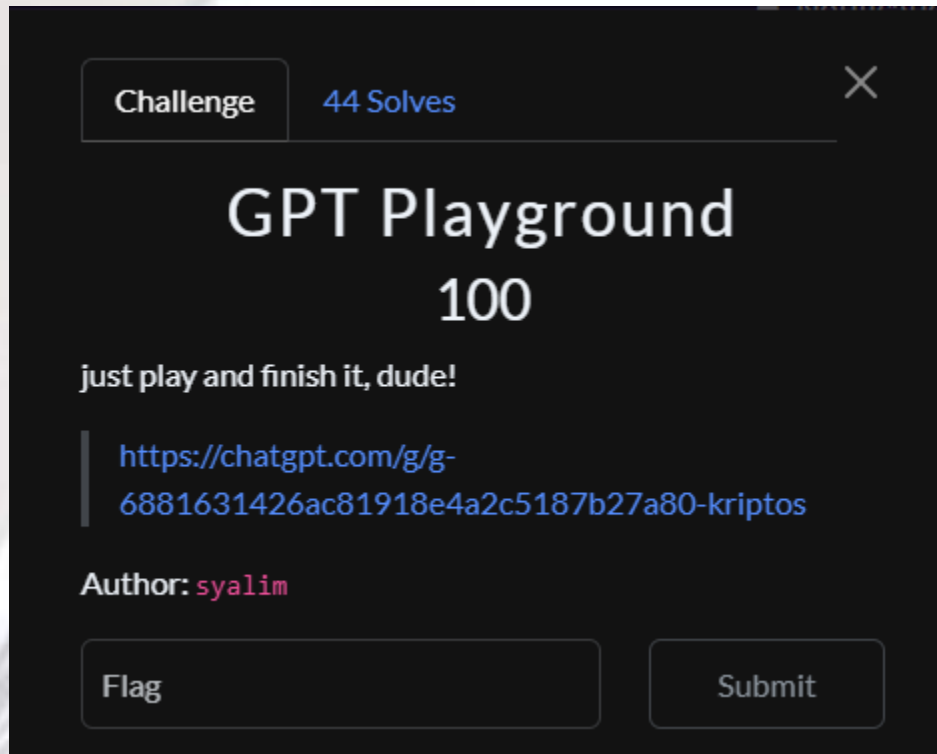 Challenge
44 Solves
GPT Playground
100
just play and finish it, dude!
https://chatgpt.com/g/g-
6881631426ac81918e4a2c5187b27a80-kriptos
Author: syalim
Flag
Submit